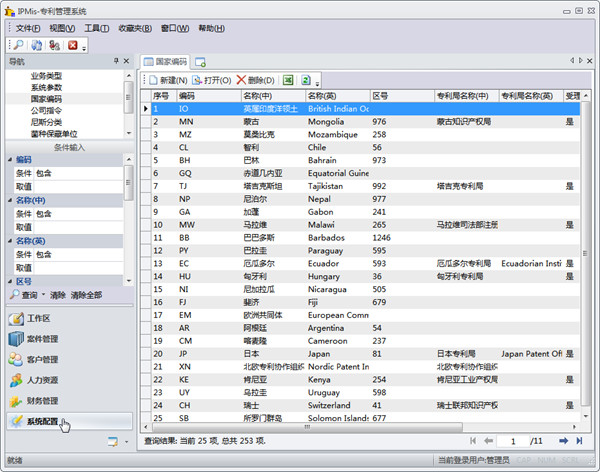 IPMis-专利管理系统
文件(F) 视图(V) 工具(T) 收藏夹(B) 窗口(W) 帮助(H)
导航
业务类型
系统参数
国家编码
公司指令
尼斯分类
菌种保藏单位
条件输入
编码
条件 包含
取值
名称(中)
条件 包含
取值
名称(英)
条件 包含
取值
区号
查询 清除 清除全部
工作区
案件管理
客户管理
人力资源
财务管理
系统配置
国家编码
新建(N) 打开(O) 删除(D)
序号 编码 名称(中) 名称(英) 区号 专利局名称(中) 专利局名称(英) 受理
1 IO 英属印度洋领土 British Indian Oc
2 MN 蒙古 Mongolia 976 蒙古知识产权局 是
3 MZ 莫桑比克 Mozambique 258
4 CL 智利 Chile 56
5 BH 巴林 Bahrain 973
6 GQ 赤道几内亚 Equatorial Guine
7 TJ 塔吉克斯坦 Tajikistan 992 塔吉克专利局 是
8 NP 尼泊尔 Nepal 977
9 GA 加蓬 Gabon 241
10 MW 马拉维 Malawi 265 马拉维司法部注册 是
11 BB 巴巴多斯 Barbados 1246
12 PY 巴拉圭 Paraguay 595
13 EC 厄瓜多尔 Ecuador 593 厄瓜多尔专利局 Ecuadorian Insti 是
14 HU 匈牙利 Hungary 36 匈牙利专利局 是
15 NI 尼加拉瓜 Nicaragua 505
16 FJ 斐济 Fiji 679
17 EM 欧洲共同体 European Comm
18 AR 阿根廷 Argentina 54
19 CM 喀麦隆 Cameroon 237
20 JP 日本 Japan 81 日本专利局 Japan Patent Off 是
21 XN 北欧专利协作组织 Nordic Patent In 北欧专利协作组织
22 KE 肯尼亚 Kenya 254 肯尼亚工业产权局 是
23 UY 乌拉圭 Uruguay 598
24 CH 瑞士 Switzerland 41 瑞士联邦知识产权 是
25 SB 所罗门群岛 Solomon Islands 677
查询结果: 当前 25 项, 总共 253 项.
1 /11
就绪
当前登录用户:管理员 CAP NUM SCRL